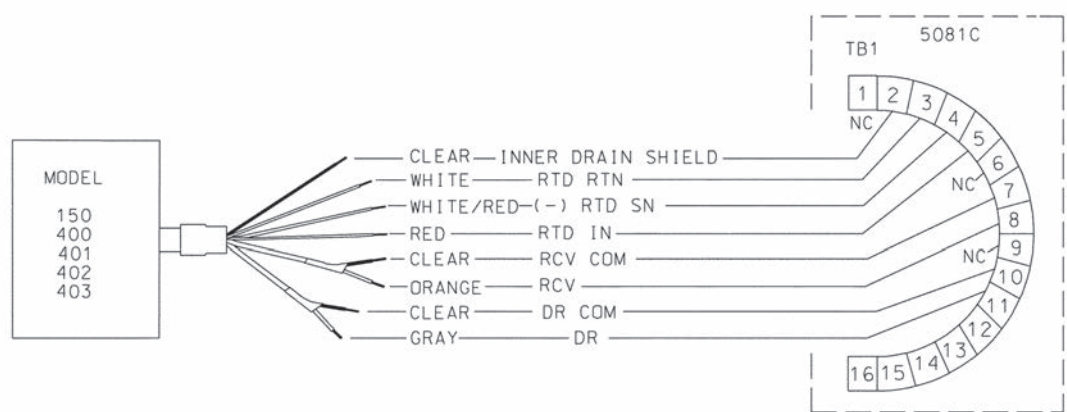 5081C
TB1
1
2
3
4
5
6
7
8
9
10
11
12
13
14
15
16
NC
NC
NC
MODEL
150
400
401
402
403
CLEAR INNER DRAIN SHIELD
WHITE RTD RTN
WHITE/RED (-) RTD SN
RED RTD IN
CLEAR RCV COM
ORANGE RCV
CLEAR DR COM
GRAY DR